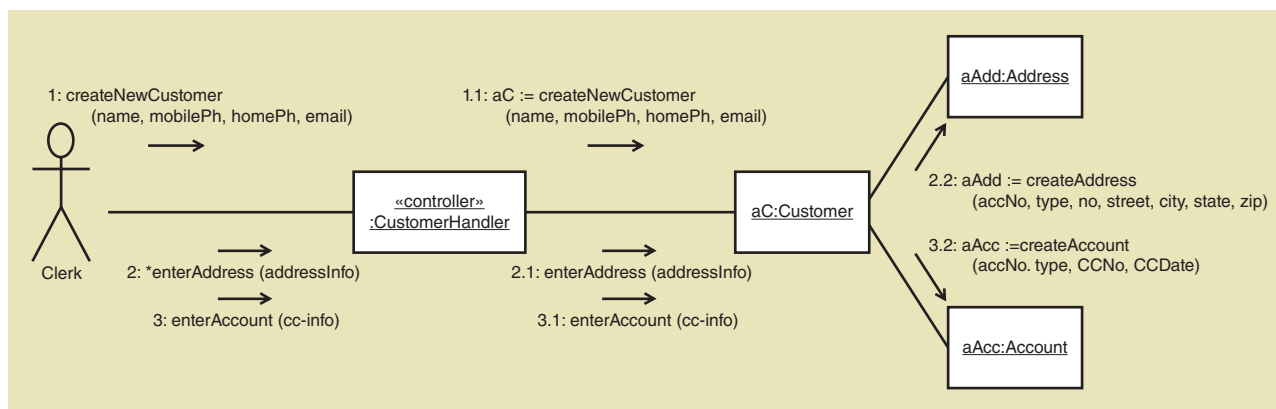 1: createNewCustomer
(name, mobilePh, homePh, email)
1.1: aC := createNewCustomer
(name, mobilePh, homePh, email)
aAdd:Address
«controller»
:CustomerHandler
aC:Customer
2.2: aAdd := createAddress
(accNo, type, no, street, city, state, zip)
Clerk
2: *enterAddress (addressInfo)
3: enterAccount (cc-info)
2.1: enterAddress (addressInfo)
3.1: enterAccount (cc-info)
3.2: aAcc :=createAccount
(accNo. type, CCNo, CCDate)
aAcc:Account